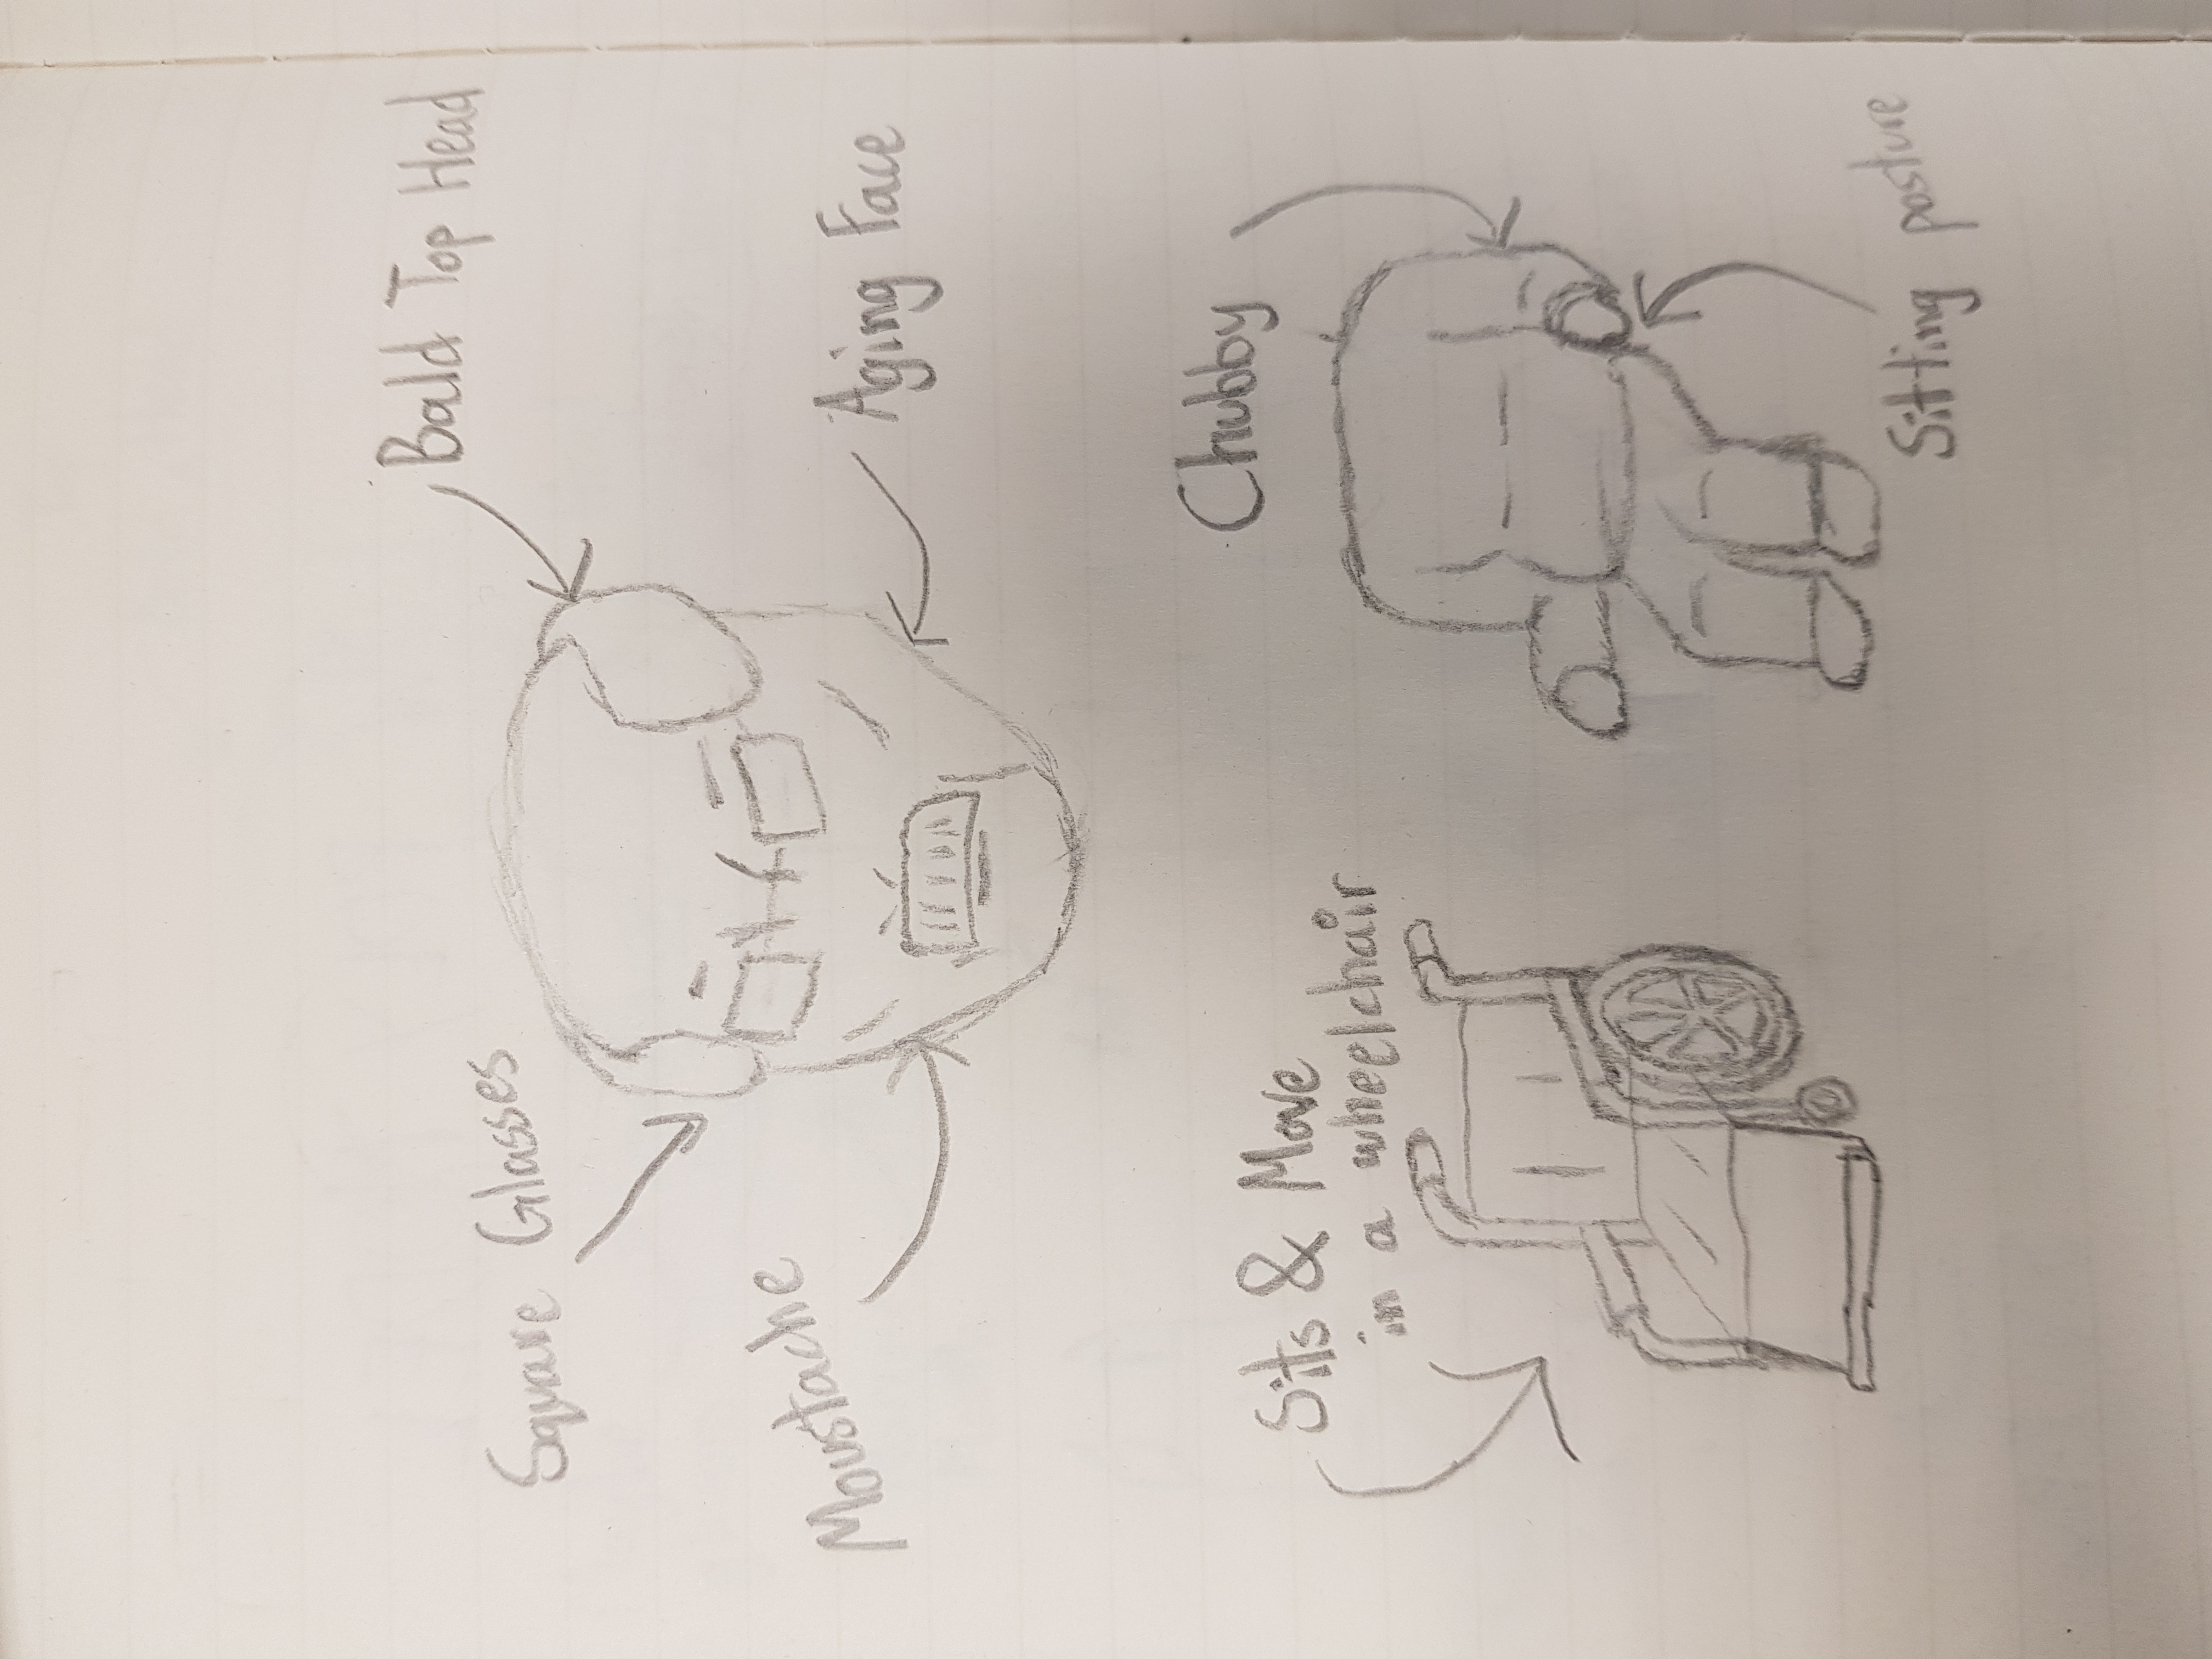 Bald Top Head
Square Glasses
Moustache
Aging Face
Chubby
Sits & Move
in a wheelchair
Sitting posture